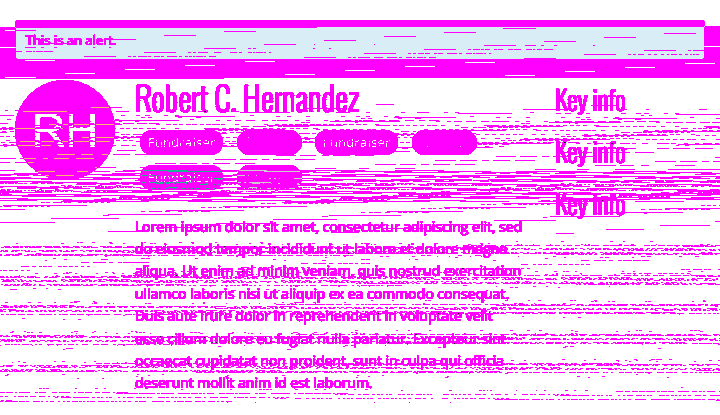 This is an alert.
RH
Robert C. Hernandez
Key info
Fundraiser
Fundraiser
Key info
Fundraiser
Key info
Lorem ipsum dolor sit amet, consectetur adipiscing elit, sed
do eiusmod tempor incididunt ut labore et dolore magna
aliqua. Ut enim ad minim veniam, quis nostrud exercitation
ullamco laboris nisi ut aliquip ex ea commodo consequat.
Duis aute irure dolor in reprehenderit in voluptate velit
esse cillum dolore eu fugiat nulla pariatur. Excepteur sint
occaecat cupidatat non proident, sunt in culpa qui officia
deserunt mollit anim id est laborum.